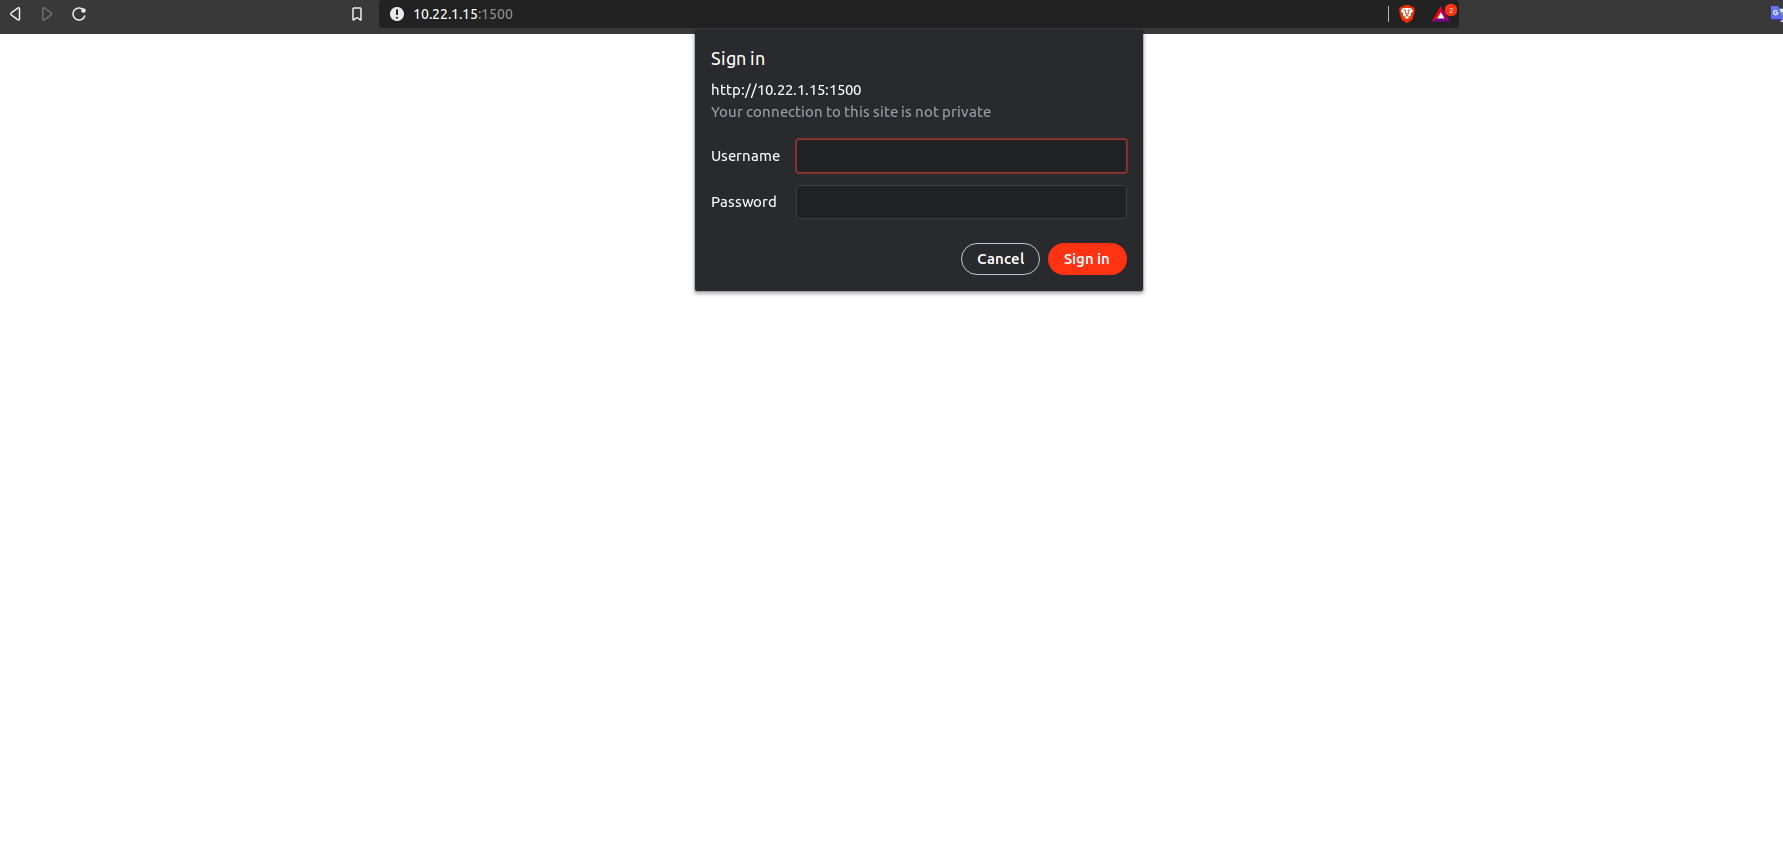 10.22.1.15:1500
2
G
Sign in
http://10.22.1.15:1500
Your connection to this site is not private
Username
Password
Cancel
Sign in